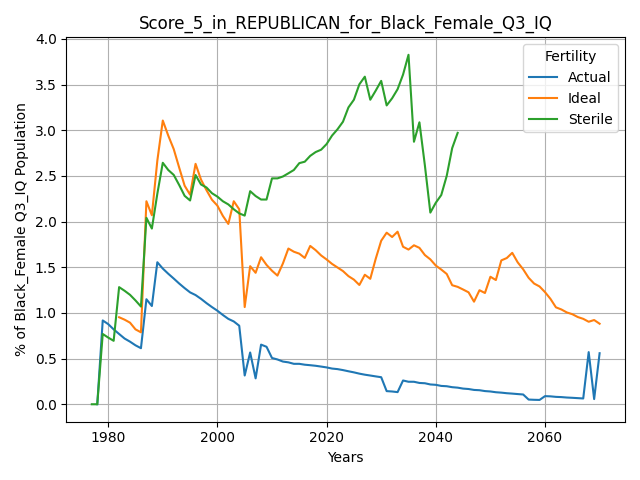 Score_5_in_REPUBLICAN_for_Black_Female_Q3_IQ
4.0
3.5
3.0
2.5
2.0
1.5
1.0
0.5
0.0
% of Black_Female Q3_IQ Population
Fertility
Actual
Ideal
Sterile
1980 2000 2020 2040 2060
Years